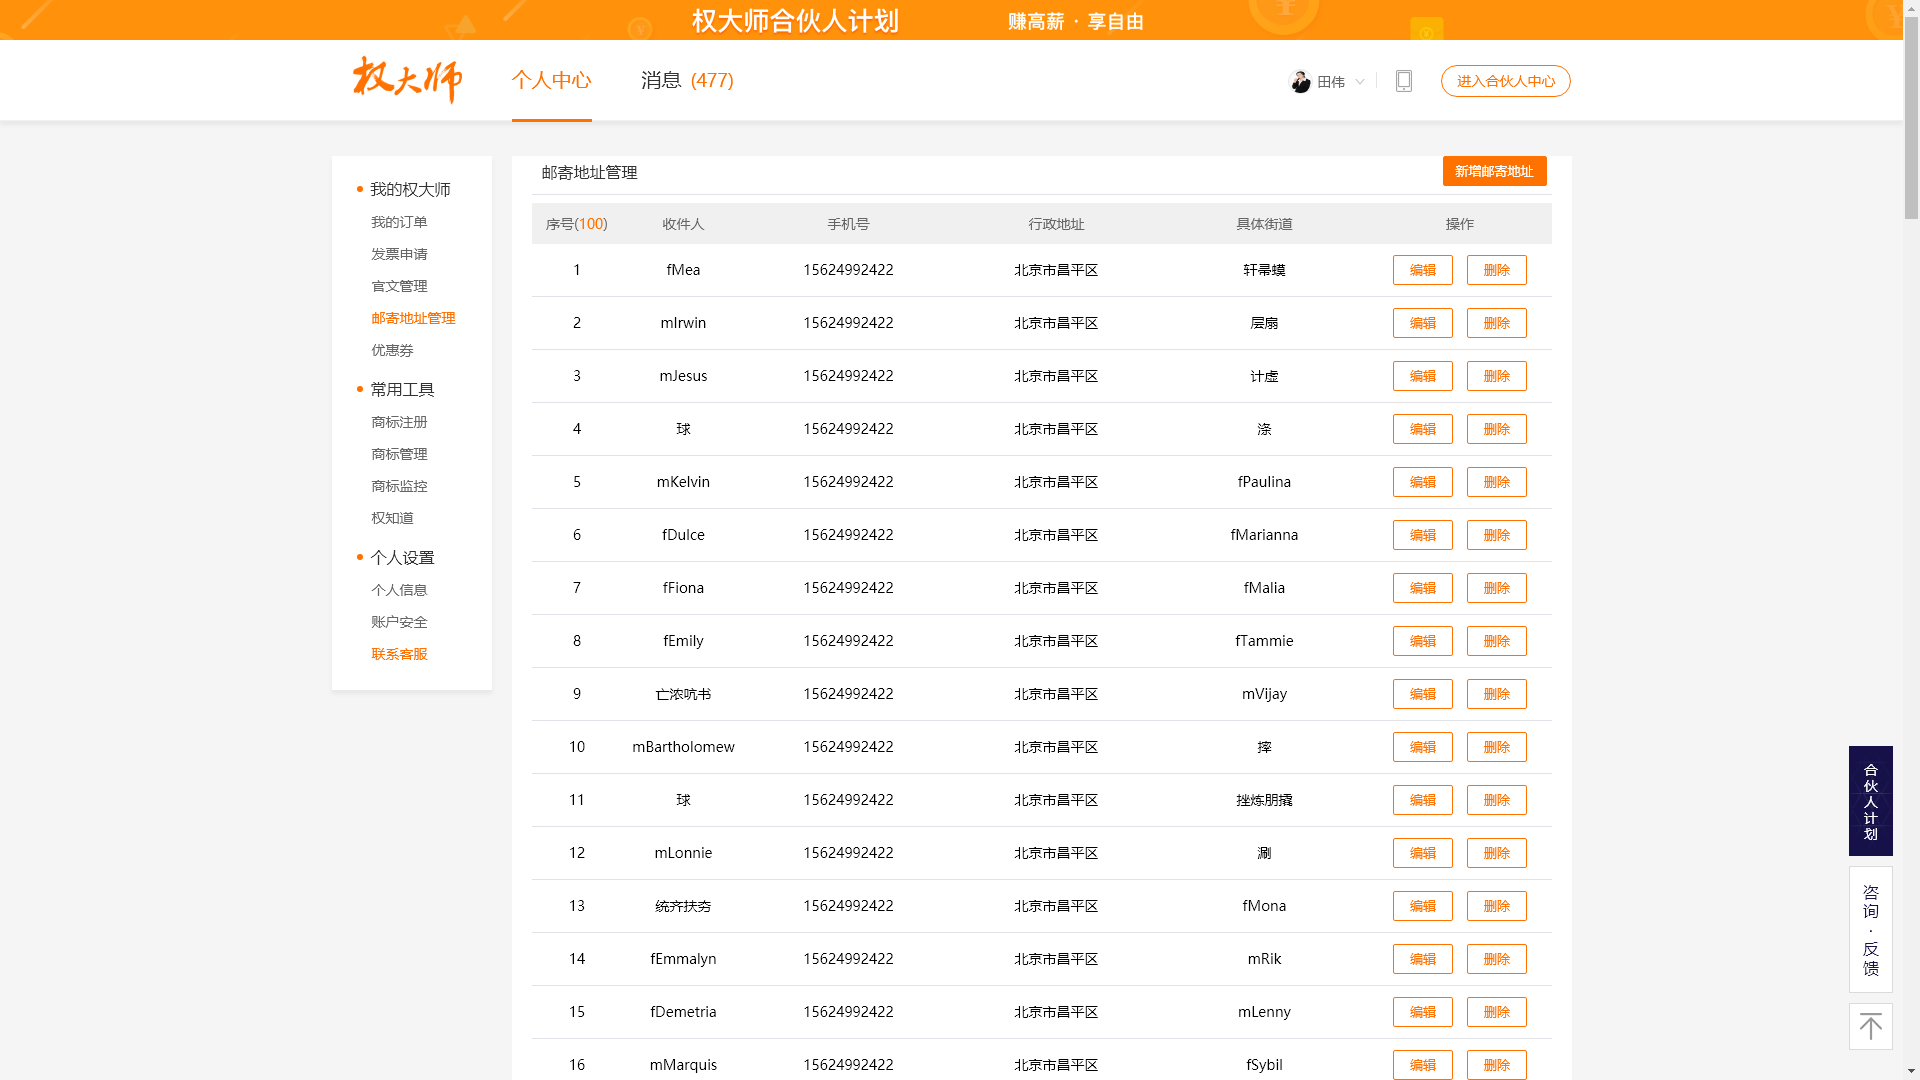 权大师合伙人计划 赚高薪 · 享自由
权大师 个人中心 消息 (477) 田伟 进入合伙人中心
我的权大师
我的订单
发票申请
官文管理
邮寄地址管理
优惠券
常用工具
商标注册
商标管理
商标监控
权知道
个人设置
个人信息
账户安全
联系客服
邮寄地址管理 新增邮寄地址
序号(100) 收件人 手机号 行政地址 具体街道 操作
1 fMea 15624992422 北京市昌平区 轩帚蟆 编辑 删除
2 mIrwin 15624992422 北京市昌平区 层扇 编辑 删除
3 mJesus 15624992422 北京市昌平区 计虚 编辑 删除
4 球 15624992422 北京市昌平区 涤 编辑 删除
5 mKelvin 15624992422 北京市昌平区 fPaulina 编辑 删除
6 fDulce 15624992422 北京市昌平区 fMarianna 编辑 删除
7 fFiona 15624992422 北京市昌平区 fMalia 编辑 删除
8 fEmily 15624992422 北京市昌平区 fTammie 编辑 删除
9 亡浓吭书 15624992422 北京市昌平区 mVijay 编辑 删除
10 mBartholomew 15624992422 北京市昌平区 摔 编辑 删除
11 球 15624992422 北京市昌平区 挫炼朋撬 编辑 删除
12 mLonnie 15624992422 北京市昌平区 涮 编辑 删除
13 统齐扶夯 15624992422 北京市昌平区 fMona 编辑 删除
14 fEmmalyn 15624992422 北京市昌平区 mRik 编辑 删除
15 fDemetria 15624992422 北京市昌平区 mLenny 编辑 删除
16 mMarquis 15624992422 北京市昌平区 fSybil 编辑 删除
合伙人计划
咨询·反馈